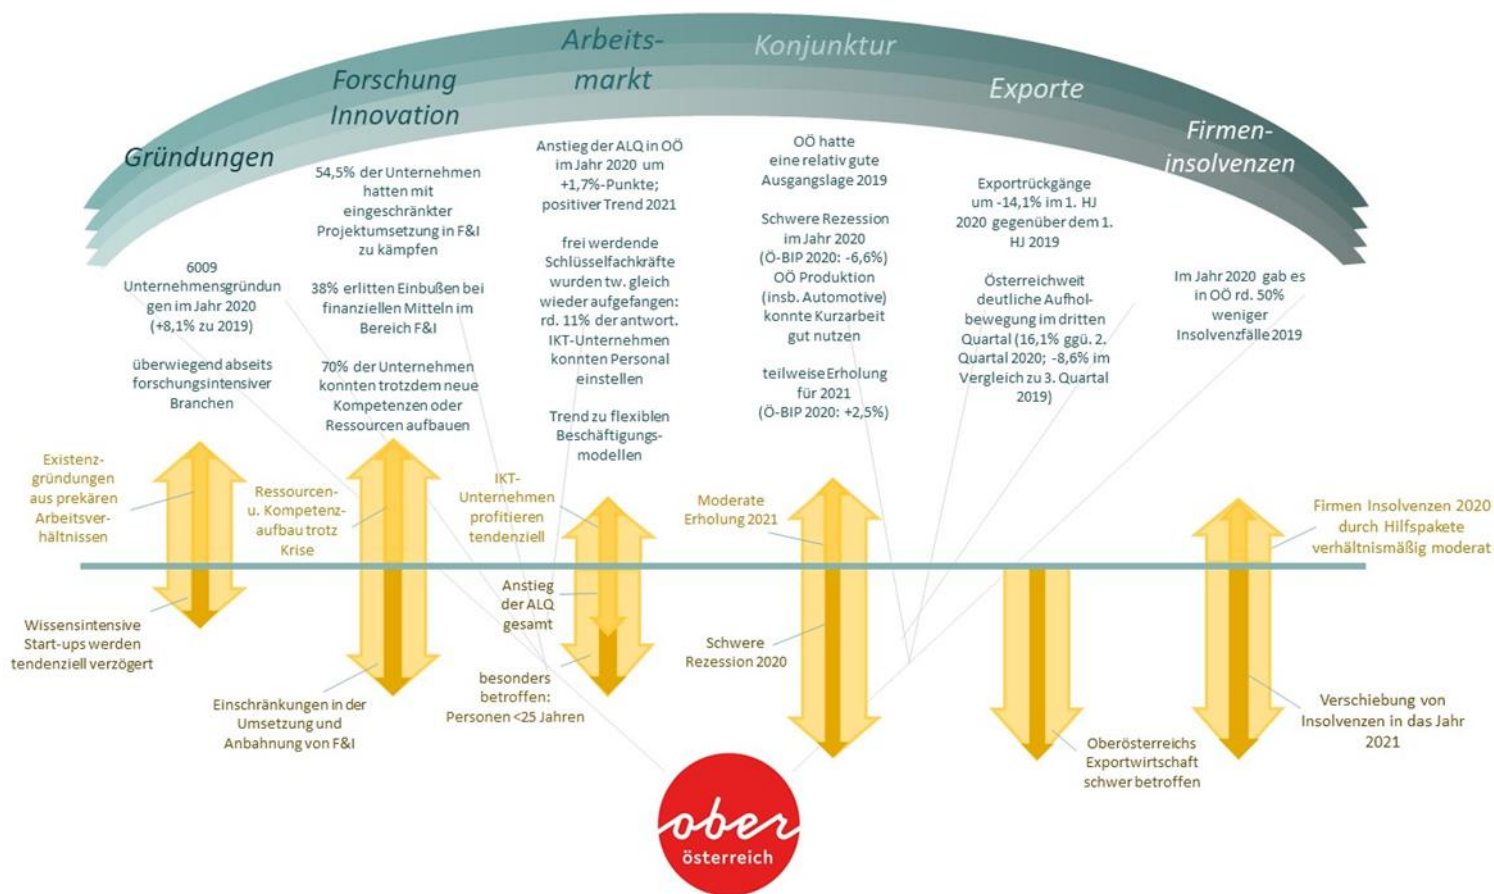 Gründungen
6009
Unternehmensgründun
gen im Jahr 2020
(+8,1% zu 2019)
überwiegend abseits
forschungsintensiver
Branchen
Existenz-
gründungen
aus prekären
Arbeitsver-
hältnissen
Wissensintensive
Start-ups werden
tendenziell verzögert
Forschung
Innovation
54,5% der Unternehmen
hatten mit
eingeschränkter
Projektumsetzung in F&I
zu kämpfen
38% erlitten Einbußen bei
finanziellen Mitteln im
Bereich F&I
70% der Unternehmen
konnten trotzdem neue
Kompetenzen oder
Ressourcen aufbauen
Ressourcen-
u. Kompetenz-
aufbau trotz
Krise
Einschränkungen in der
Umsetzung und
Anbahnung von F&I
Arbeits-
markt
Anstieg der ALQ in OÖ
im Jahr 2020 um
+1,7%-Punkte;
positiver Trend 2021
frei werdende
Schlüsselfachkräfte
wurden tw. gleich
wieder aufgefangen:
rd. 11% der antwort.
IKT-Unternehmen
konnten Personal
einstellen
Trend zu flexiblen
Beschäftigungs-
modellen
IKT-
Unternehmen
profitieren
tendenziell
Anstieg
der ALQ
gesamt
besonders
betroffen:
Personen <25 Jahren
Konjunktur
OÖ hatte
eine relativ gute
Ausgangslage 2019
Schwere Rezession
im Jahr 2020
(Ö-BIP 2020: -6,6%)
OÖ Produktion
(insb. Automotive)
konnte Kurzarbeit
gut nutzen
teilweise Erholung
für 2021
(Ö-BIP 2020: +2,5%)
Moderate
Erholung 2021
Schwere
Rezession 2020
Exporte
Exportrückgänge
um -14,1% im 1. HJ
2020 gegenüber dem 1.
HJ 2019
Österreichweit
deutliche Aufhol-
bewegung im dritten
Quartal (16,1% ggü. 2.
Quartal 2020; -8,6% im
Vergleich zu 3. Quartal
2019)
Oberösterreichs
Exportwirtschaft
schwer betroffen
Firmen-
insolvenzen
Im Jahr 2020 gab es
in OÖ rd. 50%
weniger
Insolvenzfälle 2019
Firmen Insolvenzen 2020
durch Hilfspakete
verhältnismäßig moderat
Verschiebung von
Insolvenzen in das Jahr
2021
ober
österreich